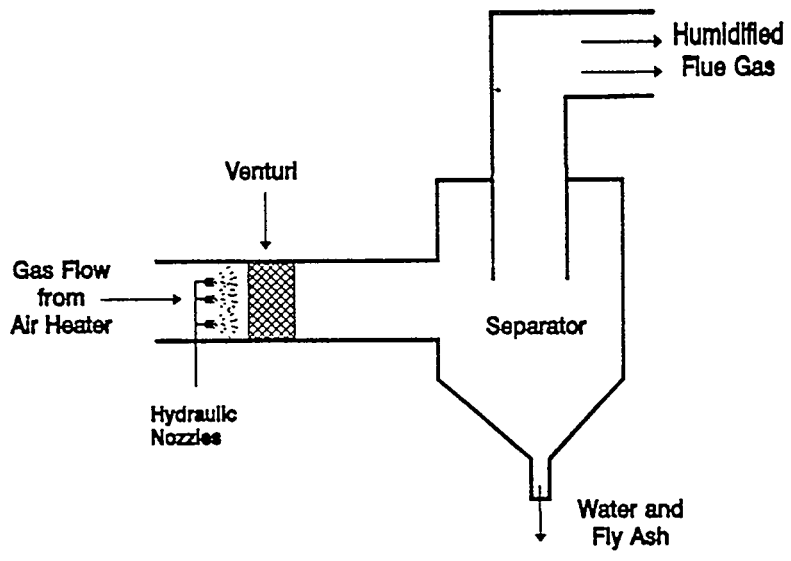 Humidified
Flue Gas
Venturi
Gas Flow
from
Air Heater
Separator
Hydraulic
Nozzles
Water and
Fly Ash